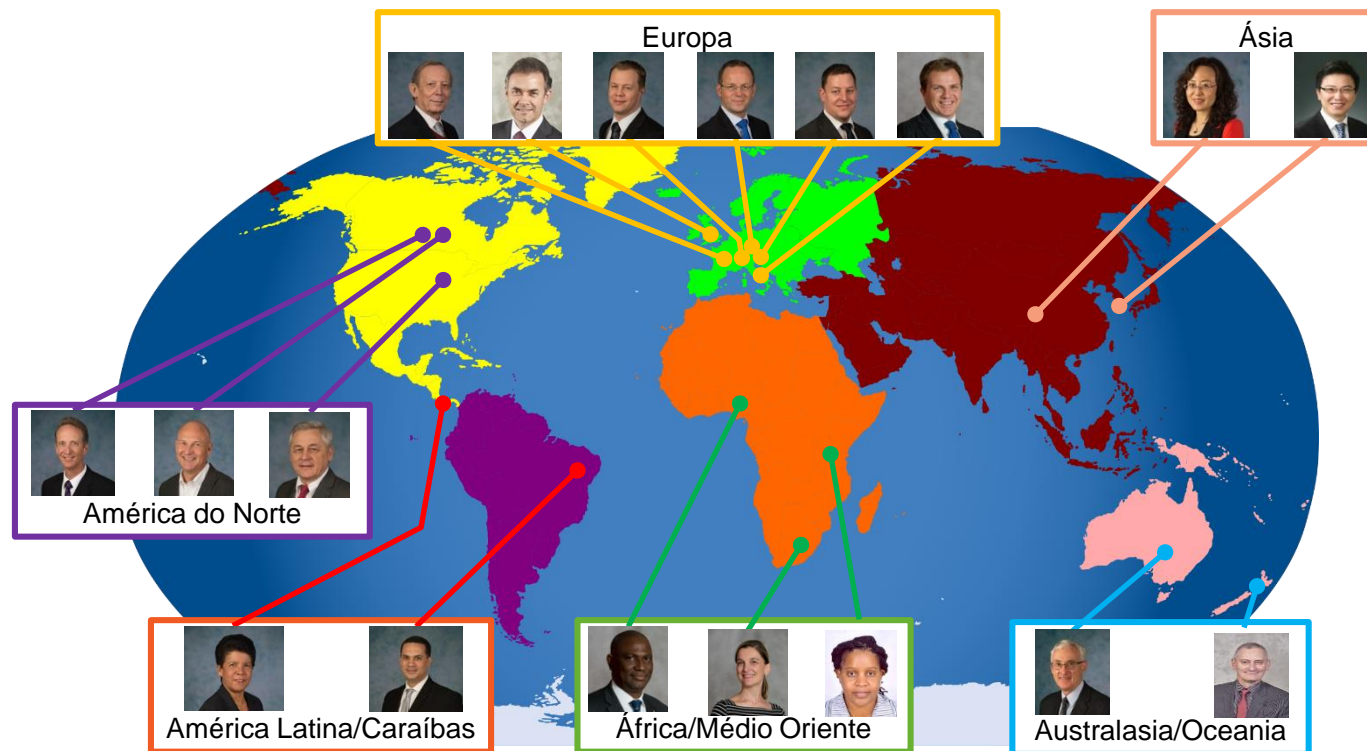 Europa
Ásia
América do Norte
América Latina/Caraíbas
África/Médio Oriente
Australasia/Oceania